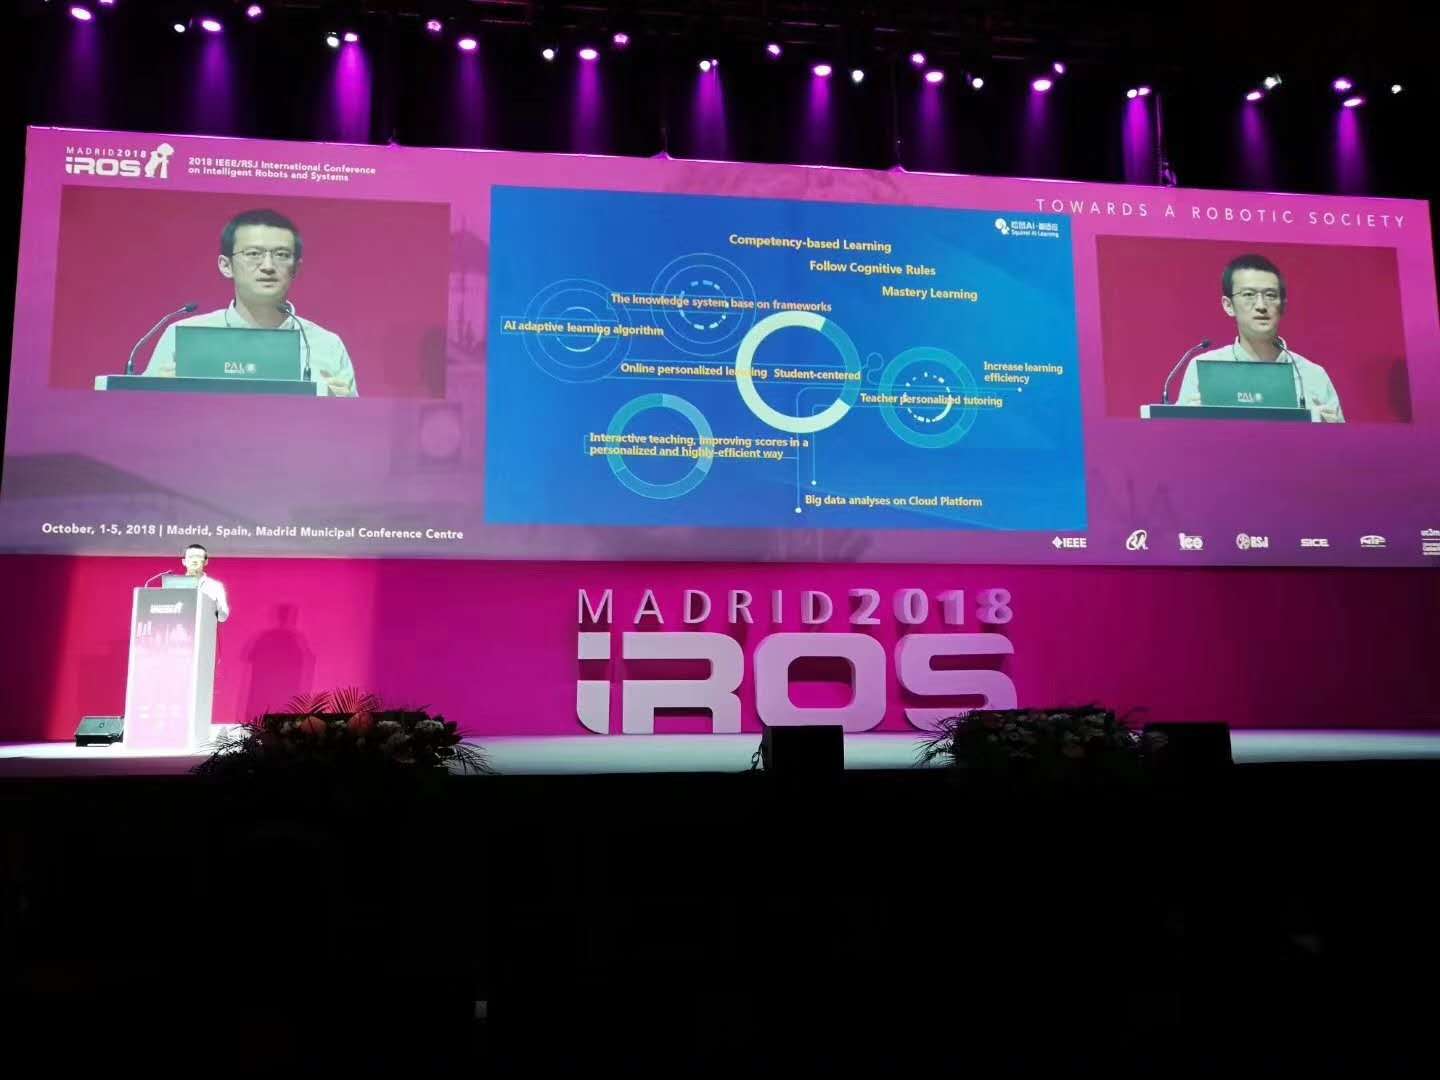 MADRID2018
iROS
2018 IEEE/RSJ International Conference
on Intelligent Robots and Systems
TOWARDS A ROBOTIC SOCIETY
Squirrel AI Learning
Competency-based Learning
Follow Cognitive Rules
Mastery Learning
The knowledge system base on frameworks
AI adaptive learning algorithm
Online personalized learning
Student-centered
Increase learning
efficiency
Teacher personalized tutoring
Interactive teaching, improving scores in a
personalized and highly-efficient way
Big data analyses on Cloud Platform
PAL
PAL
October, 1-5, 2018 | Madrid, Spain, Madrid Municipal Conference Centre
IEEE
RSJ
SICE
uc3m
MADRID2018
iROS